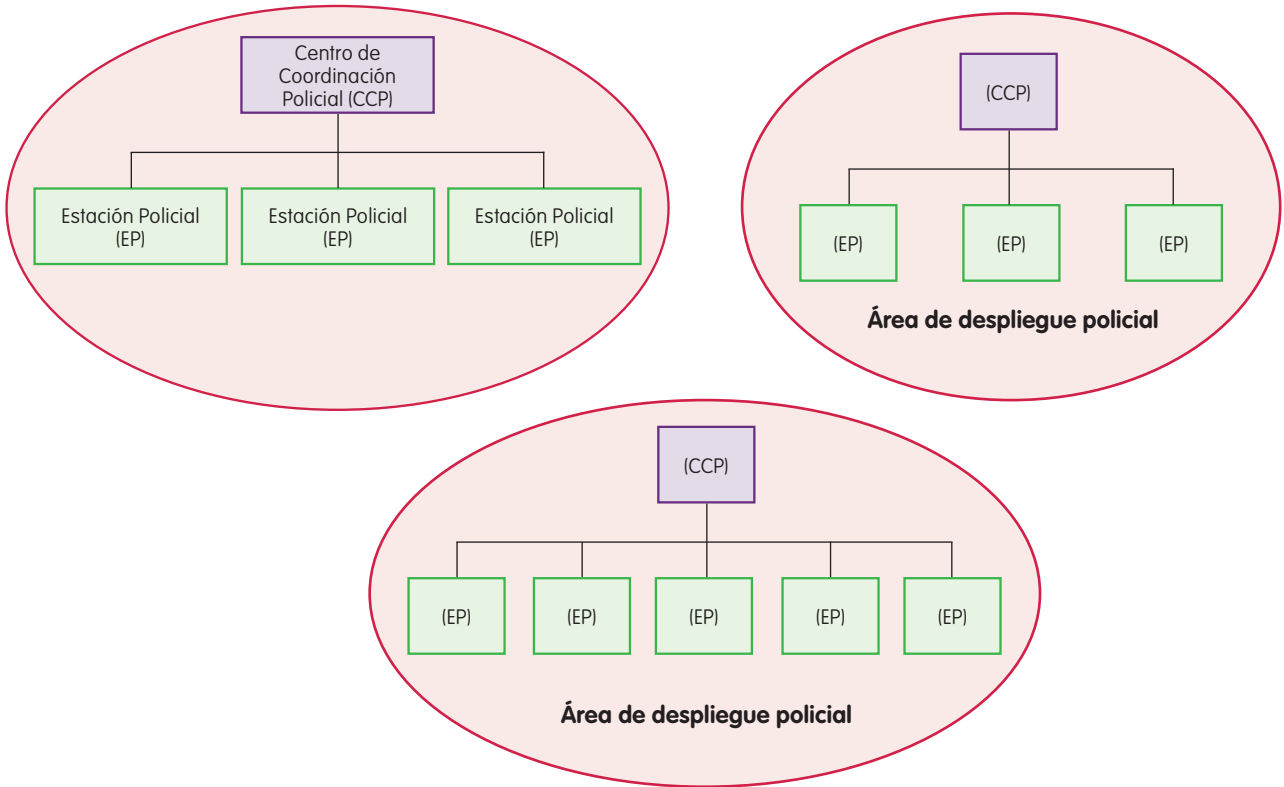 Centro de
Coordinación
Policial (CCP)
Estación Policial
(EP)
Estación Policial
(EP)
Estación Policial
(EP)
(CCP)
(EP)
(EP)
(EP)
Área de despliegue policial
(CCP)
(EP)
(EP)
(EP)
(EP)
(EP)
Área de despliegue policial